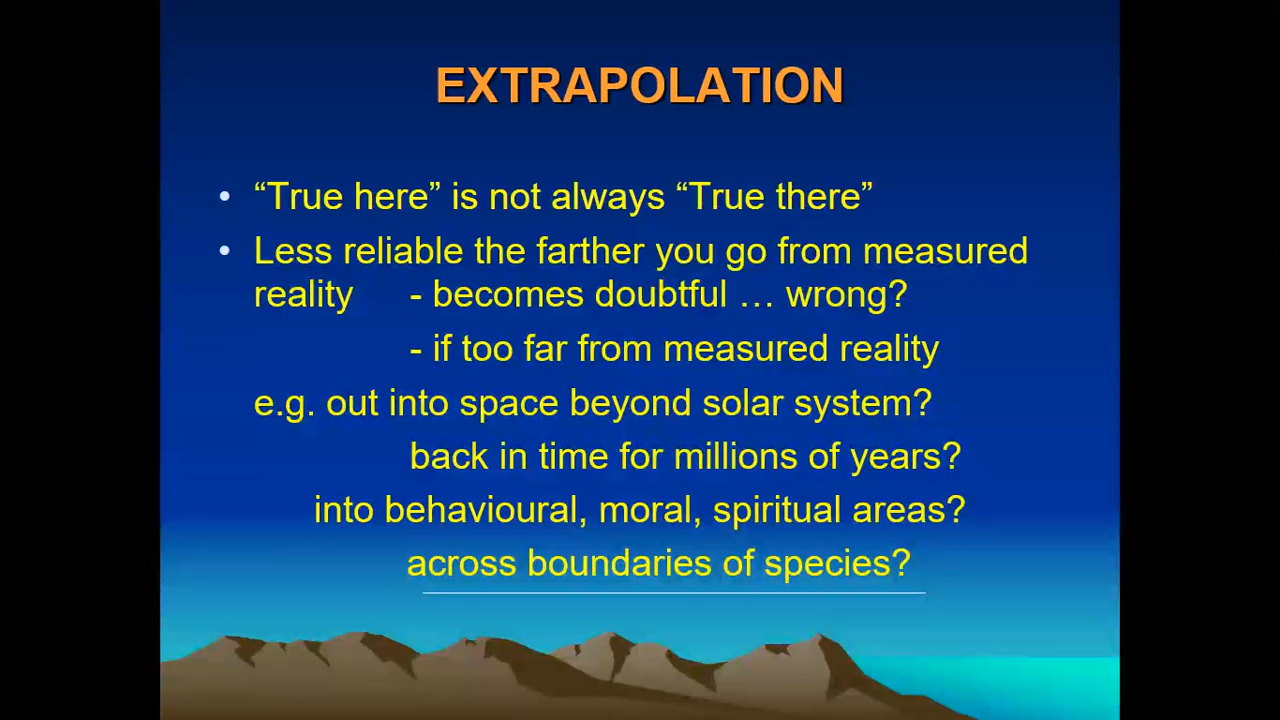 EXTRAPOLATION
• “True here” is not always “True there”
• Less reliable the farther you go from measured
reality - becomes doubtful … wrong?
- if too far from measured reality
e.g. out into space beyond solar system?
back in time for millions of years?
into behavioural, moral, spiritual areas?
across boundaries of species?